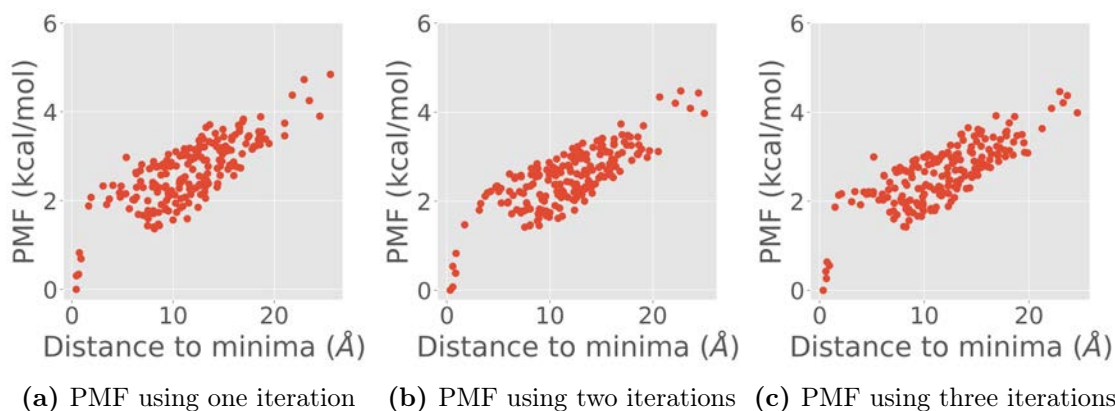 6
4
2
0
PMF (kcal/mol)
0 10 20
Distance to minima (Å)
(a) PMF using one iteration
6
4
2
0
PMF (kcal/mol)
0 10 20
Distance to minima (Å)
(b) PMF using two iterations
6
4
2
0
PMF (kcal/mol)
0 10 20
Distance to minima (Å)
(c) PMF using three iterations